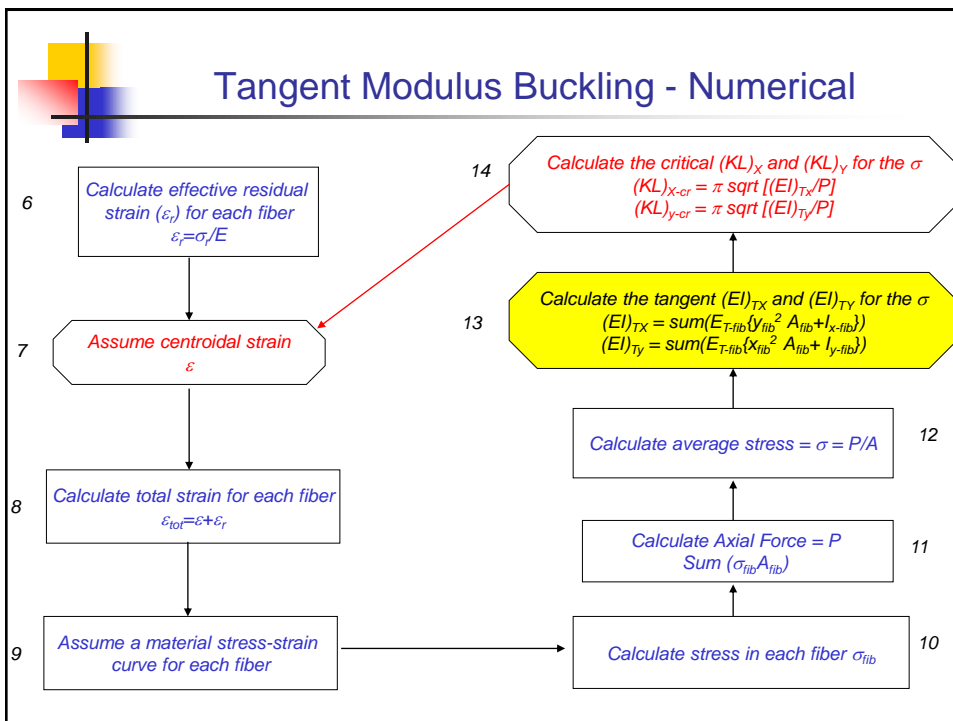 Tangent Modulus Buckling - Numerical
6
Calculate effective residual
strain (εr) for each fiber
εr=σr/E
7
Assume centroidal strain
ε
8
Calculate total strain for each fiber
εtot=ε+εr
9
Assume a material stress-strain
curve for each fiber
10
Calculate stress in each fiber σfib
11
Calculate Axial Force = P
Sum (σfibAfib)
12
Calculate average stress = σ = P/A
13
Calculate the tangent (EI)TX and (EI)TY for the σ
(EI)TX = sum(ET-fib{yfib² Afib+Ix-fib})
(EI)Ty = sum(ET-fib{xfib² Afib+ Iy-fib})
14
Calculate the critical (KL)X and (KL)Y for the σ
(KL)X-cr = π sqrt [(EI)Tx/P]
(KL)y-cr = π sqrt [(EI)Ty/P]